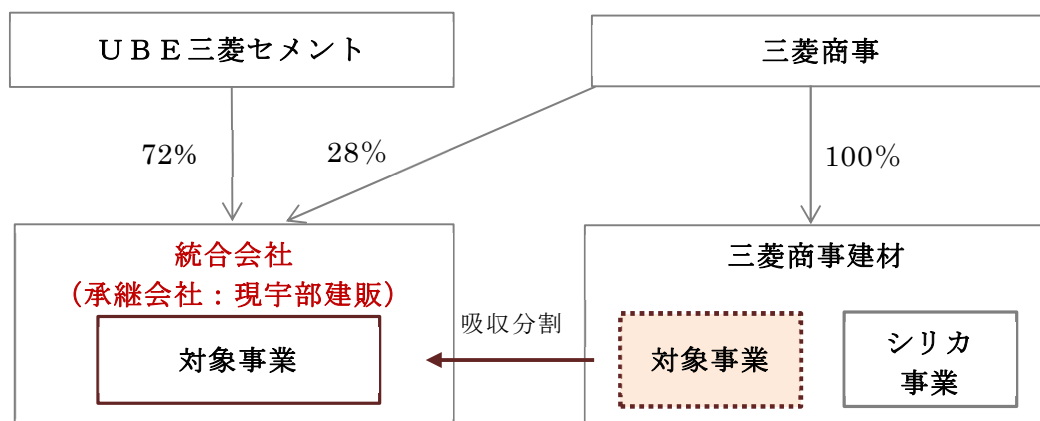 UBE三菱セメント
三菱商事
72%
28%
100%
統合会社
(承継会社:現宇部建販)
対象事業
吸収分割
三菱商事建材
対象事業
シリカ
事業